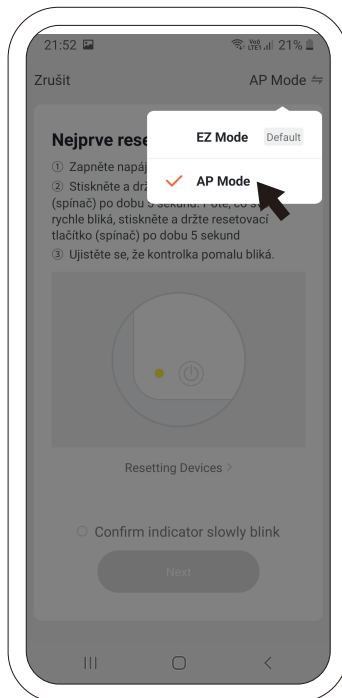 21:52 21%
Zrušit AP Mode
EZ Mode Default
AP Mode
Nejprve rese
① Zapněte napáj
② Stiskněte a drž
(spínač) po dobu 5 sekund. Poté, co
rychle bliká, stiskněte a držte resetovací
tlačítko (spínač) po dobu 5 sekund
③ Ujistěte se, že kontrolka pomalu bliká.
Resetting Devices
Confirm indicator slowly blink
Next